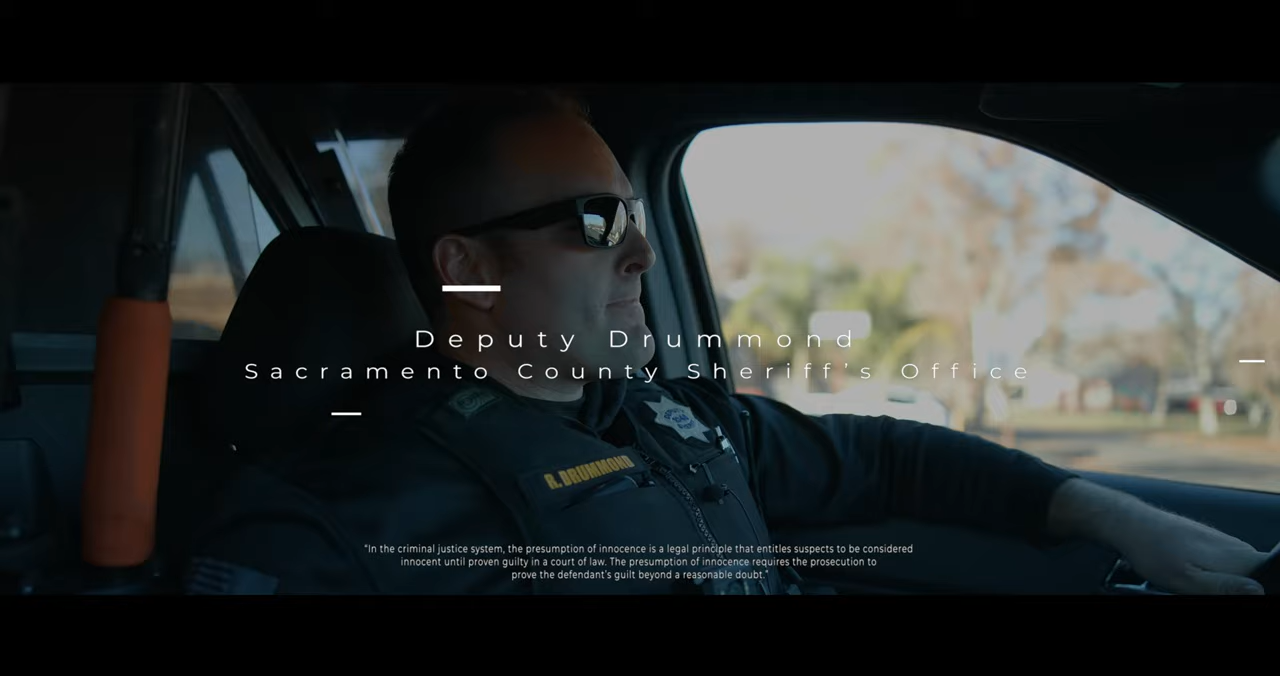 Deputy Drummond
Sacramento County Sheriff's Office
R. DRUMMOND
"In the criminal justice system, the presumption of innocence is a legal principle that entitles suspects to be considered
innocent until proven guilty in a court of law. The presumption of innocence requires the prosecution to
prove the defendant's guilt beyond a reasonable doubt."